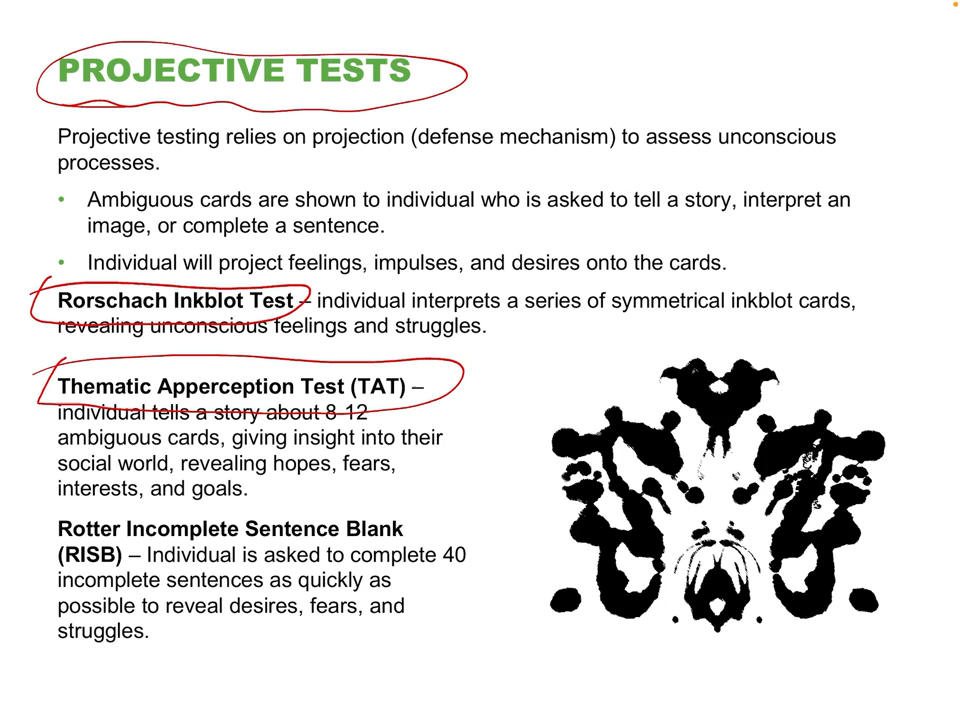 PROJECTIVE TESTS
Projective testing relies on projection (defense mechanism) to assess unconscious
processes.
• Ambiguous cards are shown to individual who is asked to tell a story, interpret an
image, or complete a sentence.
• Individual will project feelings, impulses, and desires onto the cards.
Rorschach Inkblot Test – individual interprets a series of symmetrical inkblot cards,
revealing unconscious feelings and struggles.
Thematic Apperception Test (TAT) –
individual tells a story about 8-12
ambiguous cards, giving insight into their
social world, revealing hopes, fears,
interests, and goals.
Rotter Incomplete Sentence Blank
(RISB) – Individual is asked to complete 40
incomplete sentences as quickly as
possible to reveal desires, fears, and
struggles.